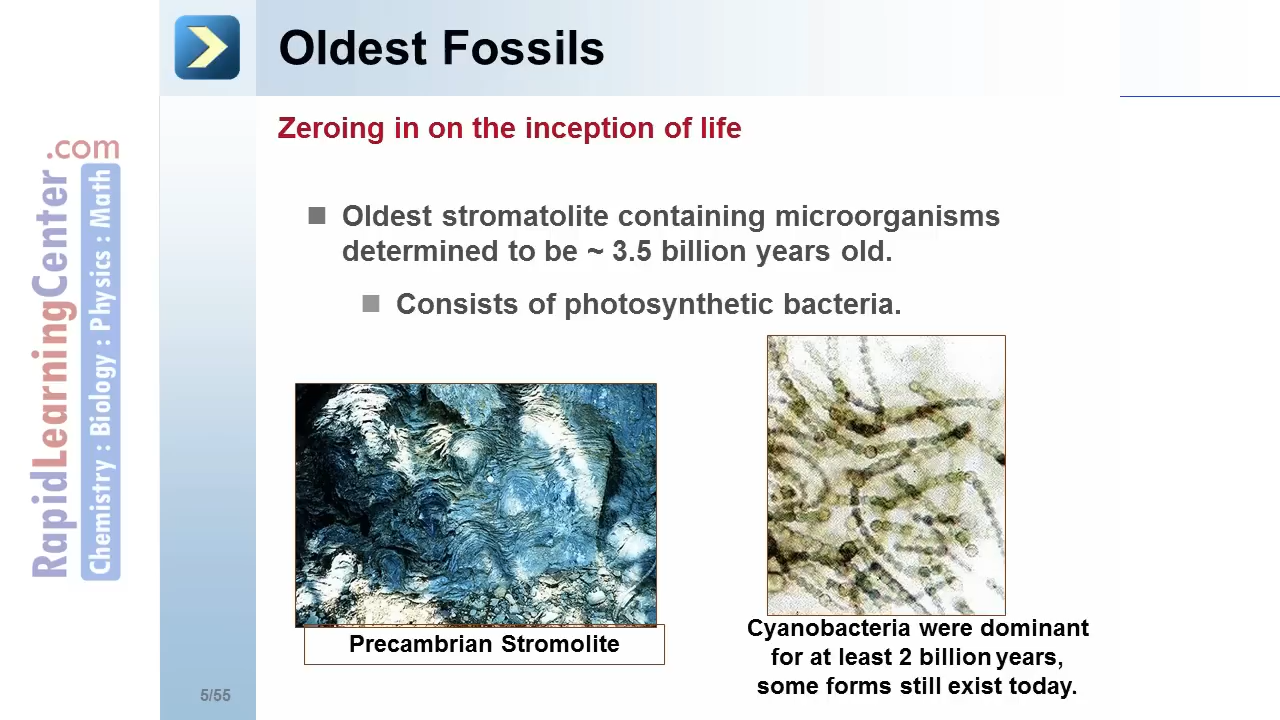 Oldest Fossils
Zeroing in on the inception of life
Oldest stromatolite containing microorganisms
determined to be ~ 3.5 billion years old.
Consists of photosynthetic bacteria.
Precambrian Stromolite
Cyanobacteria were dominant
for at least 2 billion years,
some forms still exist today.
RapidLearningCenter.com
Chemistry : Biology : Physics : Math
5/55